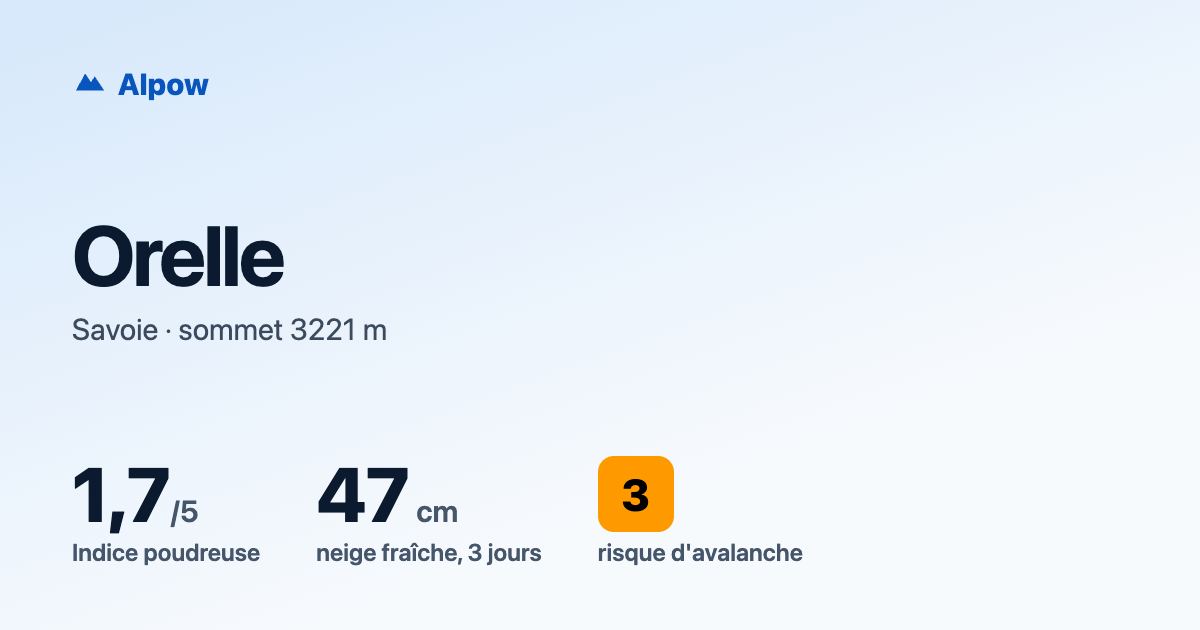 Alpow
Orelle
Savoie · sommet 3221 m
1,7/5
Indice poudreuse
47 cm
neige fraîche, 3 jours
3
risque d'avalanche